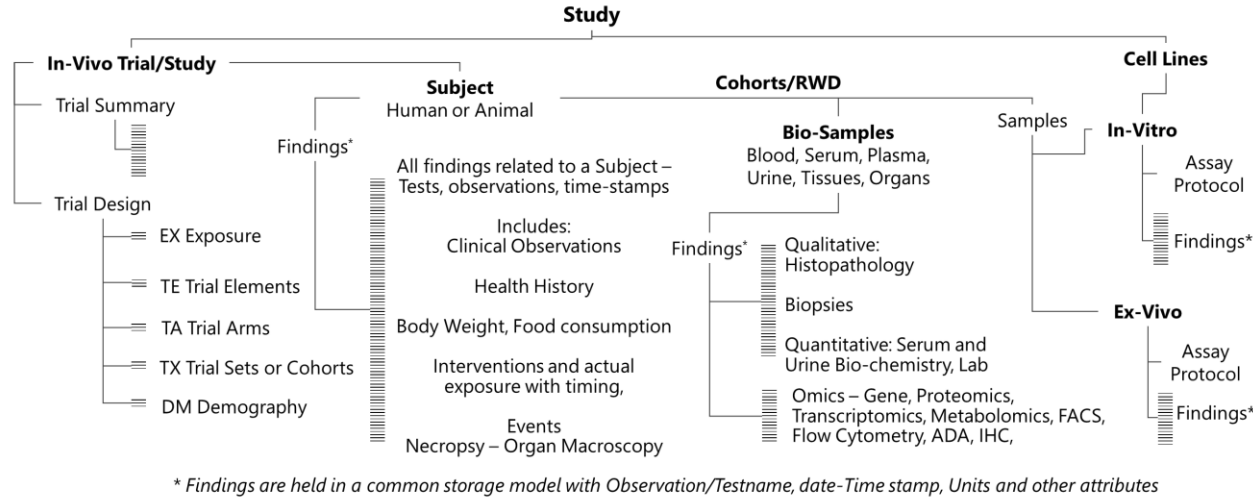 Study
In-Vivo Trial/Study
Trial Summary
Trial Design
EX Exposure
TE Trial Elements
TA Trial Arms
TX Trial Sets or Cohorts
DM Demography
Subject
Human or Animal
Findings*
All findings related to a Subject –
Tests, observations, time-stamps
Includes:
Clinical Observations
Health History
Body Weight, Food consumption
Interventions and actual
exposure with timing,
Events
Necropsy – Organ Macroscopy
Cohorts/RWD
Bio-Samples
Blood, Serum, Plasma,
Urine, Tissues, Organs
Findings*
Qualitative:
Histopathology
Biopsies
Quantitative: Serum and
Urine Bio-chemistry, Lab
Omics – Gene, Proteomics,
Transcriptomics, Metabolomics, FACS,
Flow Cytometry, ADA, IHC,
Samples
Cell Lines
In-Vitro
Assay
Protocol
Findings*
Ex-Vivo
Assay
Protocol
Findings*
* Findings are held in a common storage model with Observation/Testname, date-Time stamp, Units and other attributes